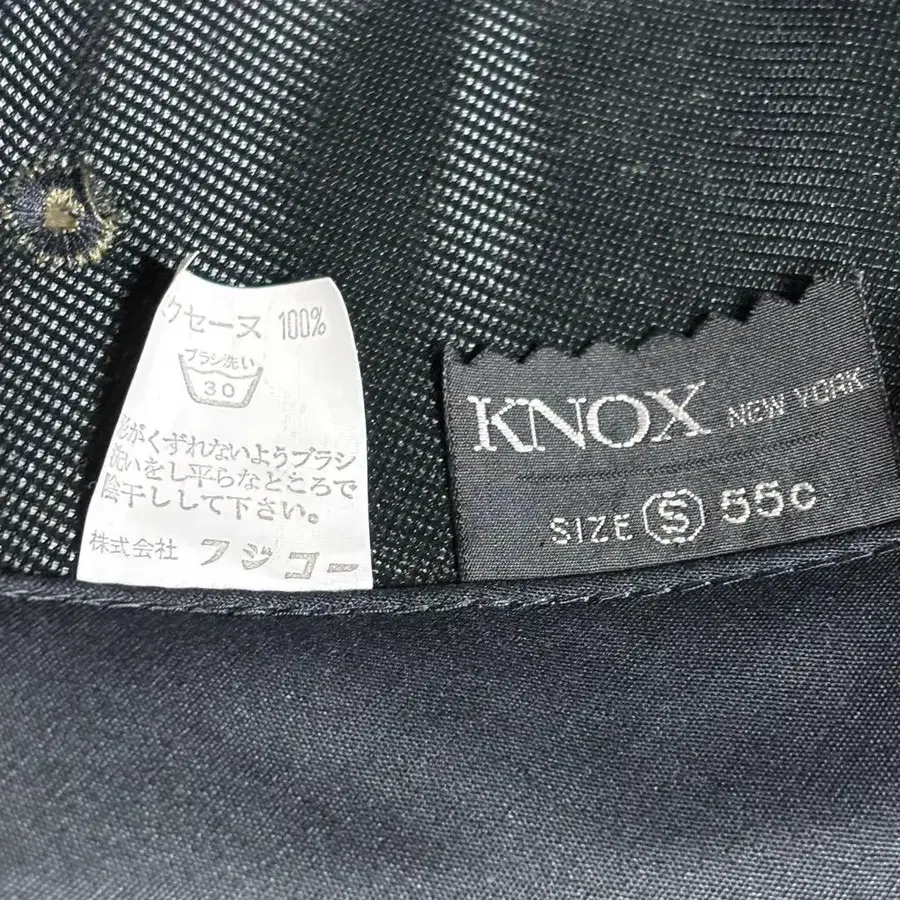 クセーヌ 100%
ブラシ洗い
30
形がくずれないようブラシ
洗いをし平らなところで
陰干しして下さい。
株式会社 フジコー
KNOX NEW YORK
SIZE S 55c